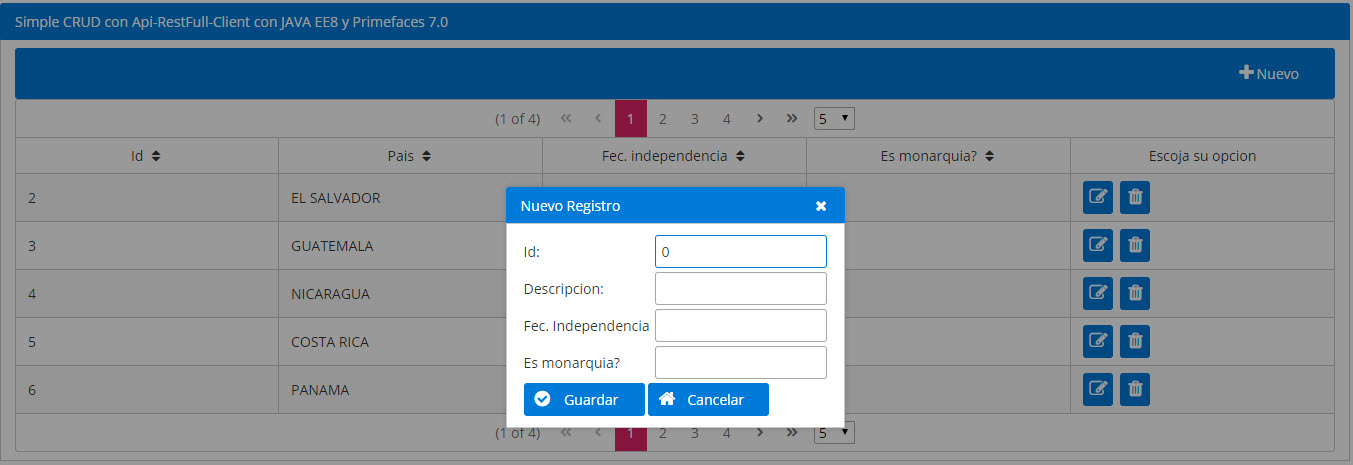 Simple CRUD con Api-RestFull-Client con JAVA EE8 y Primefaces 7.0
Nuevo
(1 of 4) 1 2 3 4 5
Id Pais Fec. independencia Es monarquia? Escoja su opcion
2 EL SALVADOR
3 GUATEMALA
4 NICARAGUA
5 COSTA RICA
6 PANAMA
Nuevo Registro
Id: 0
Descripcion:
Fec. Independencia
Es monarquia?
Guardar Cancelar
(1 of 4) 1 2 3 4 5